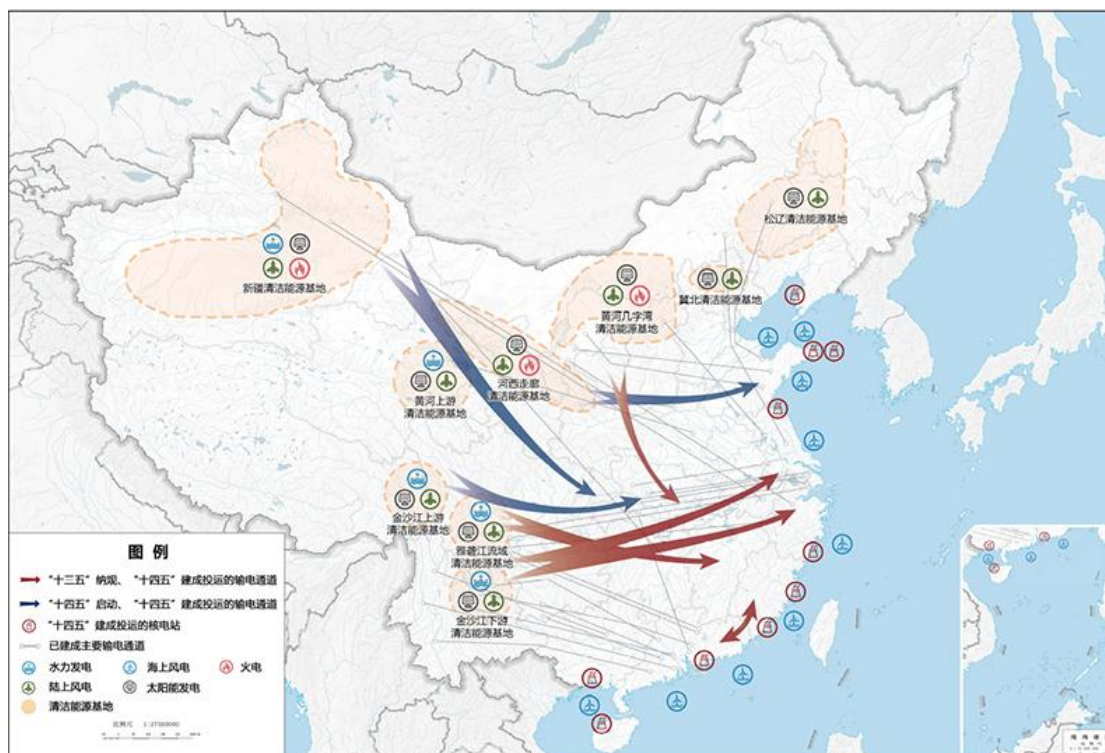 松辽清洁能源基地
冀北清洁能源基地
黄河几字湾
清洁能源基地
新疆清洁能源基地
河西走廊
清洁能源基地
黄河上游
清洁能源基地
金沙江上游
清洁能源基地
雅砻江流域
清洁能源基地
金沙江下游
清洁能源基地
图 例
“十三五”纳规、“十四五”建成投运的输电通道
“十四五”启动、“十四五”建成投运的输电通道
“十四五”建成投运的核电站
已建成主要输电通道
水力发电
海上风电
火电
陆上风电
太阳能发电
清洁能源基地
比例尺